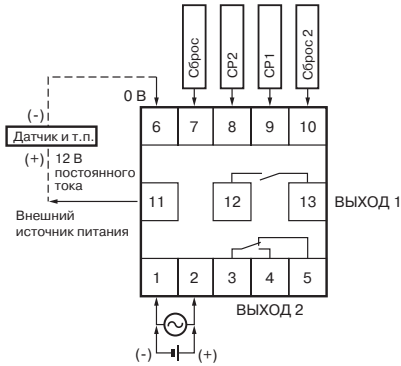 Сброс
СР2
СР1
Сброс 2
0 В
(-)
6 7 8 9 10
Датчик и т.п.
(+)
12 В
постоянного
тока
11 12 13
ВЫХОД 1
Внешний
источник питания
1 2 3 4 5
ВЫХОД 2
(-) (+)